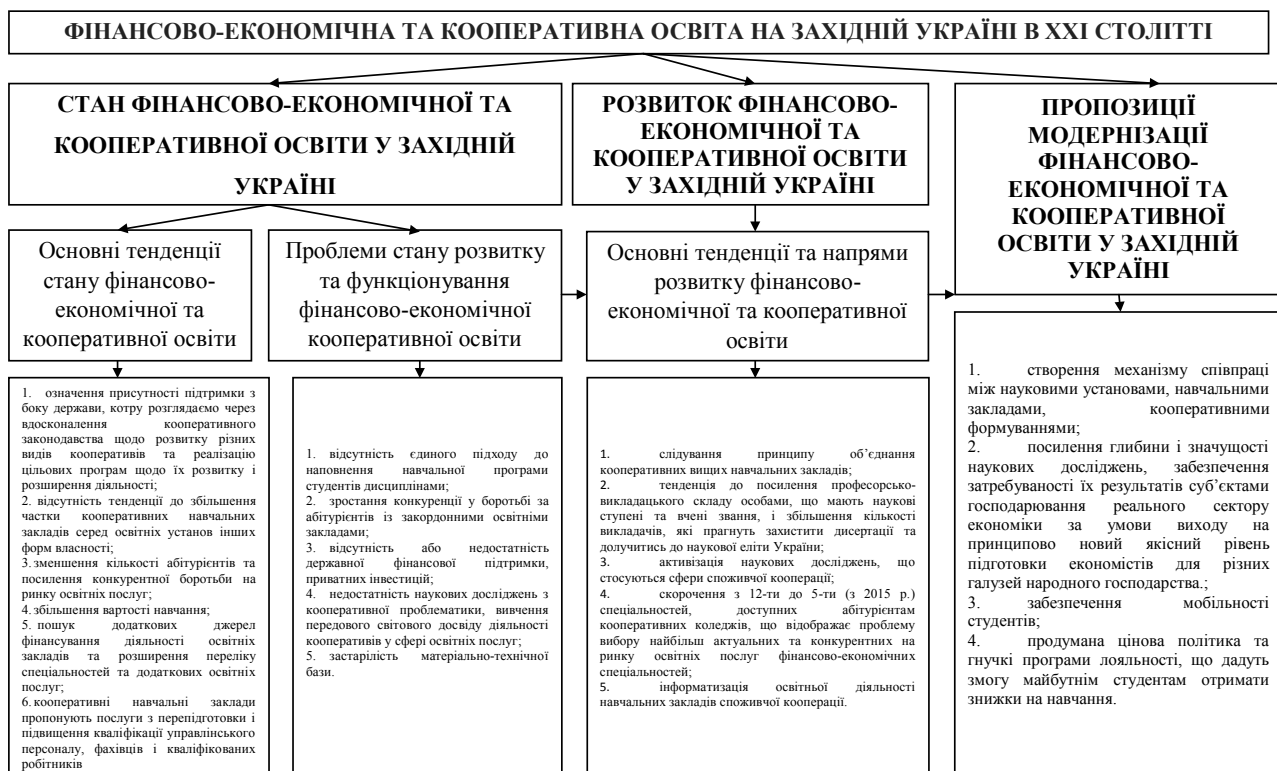 ФІНАНСОВО-ЕКОНОМІЧНА ТА КООПЕРАТИВНА ОСВІТА НА ЗАХІДНІЙ УКРАЇНІ В ХХІ СТОЛІТТІ
СТАН ФІНАНСОВО-ЕКОНОМІЧНОЇ ТА
КООПЕРАТИВНОЇ ОСВІТИ У ЗАХІДНІЙ
УКРАЇНІ
РОЗВИТОК ФІНАНСОВО-
ЕКОНОМІЧНОЇ ТА
КООПЕРАТИВНОЇ ОСВІТИ
У ЗАХІДНІЙ УКРАЇНІ
ПРОПОЗИЦІЇ
МОДЕРНІЗАЦІЇ
ФІНАНСОВО-
ЕКОНОМІЧНОЇ ТА
КООПЕРАТИВНОЇ
ОСВІТИ У ЗАХІДНІЙ
УКРАЇНІ
Основні тенденції
стану фінансово-
економічної та
кооперативної освіти
Проблеми стану розвитку
та функціонування
фінансово-економічної
кооперативної освіти
Основні тенденції та напрями
розвитку фінансово-
економічної та кооперативної
освіти
1. означення присутності підтримки з
боку держави, котру розглядаємо через
вдосконалення кооперативного
законодавства щодо розвитку різних
видів кооперативів та реалізацію
цільових програм щодо їх розвитку і
розширення діяльності;
2. відсутність тенденції до збільшення
частки кооперативних навчальних
закладів серед освітніх установ інших
форм власності;
3. зменшення кількості абітурієнтів та
посилення конкурентної боротьби на
ринку освітніх послуг;
4. збільшення вартості навчання;
5. пошук додаткових джерел
фінансування діяльності освітніх
закладів та розширення переліку
спеціальностей та додаткових освітніх
послуг;
6. кооперативні навчальні заклади
пропонують послуги з перепідготовки і
підвищення кваліфікації управлінського
персоналу, фахівців і кваліфікованих
робітників
1. відсутність єдиного підходу до
наповнення навчальної програми
студентів дисциплінами;
2. зростання конкуренції у боротьбі за
абітурієнтів із закордонними освітніми
закладами;
3. відсутність або недостатність
державної фінансової підтримки,
приватних інвестицій;
4. недостатність наукових досліджень з
кооперативної проблематики, вивчення
передового світового досвіду діяльності
кооперативів у сфері освітніх послуг;
5. застарілість матеріально-технічної
бази.
1. слідування принципу об’єднання
кооперативних вищих навчальних закладів;
2. тенденція до посилення професорсько-
викладацького складу особами, що мають наукові
ступені та вчені звання, і збільшення кількості
викладачів, які прагнуть захистити дисертації та
долучитись до наукової еліти України;
3. активізація наукових досліджень, що
стосуються сфери споживчої кооперації;
4. скорочення з 12-ти до 5-ти (з 2015 р.)
спеціальностей, доступних абітурієнтам
кооперативних коледжів, що відображає проблему
вибору найбільш актуальних та конкурентних на
ринку освітніх послуг фінансово-економічних
спеціальностей;
5. інформатизація освітньої діяльності
навчальних закладів споживчої кооперації.
1. створення механізму співпраці
між науковими установами, навчальними
закладами, кооперативними
формуваннями;
2. посилення глибини і значущості
наукових досліджень, забезпечення
затребуваності їх результатів суб’єктами
господарювання реального сектору
економіки за умови виходу на
принципово новий якісний рівень
підготовки економістів для різних
галузей народного господарства.;
3. забезпечення мобільності
студентів;
4. продумана цінова політика та
гнучкі програми лояльності, що дадуть
змогу майбутнім студентам отримати
знижки на навчання.